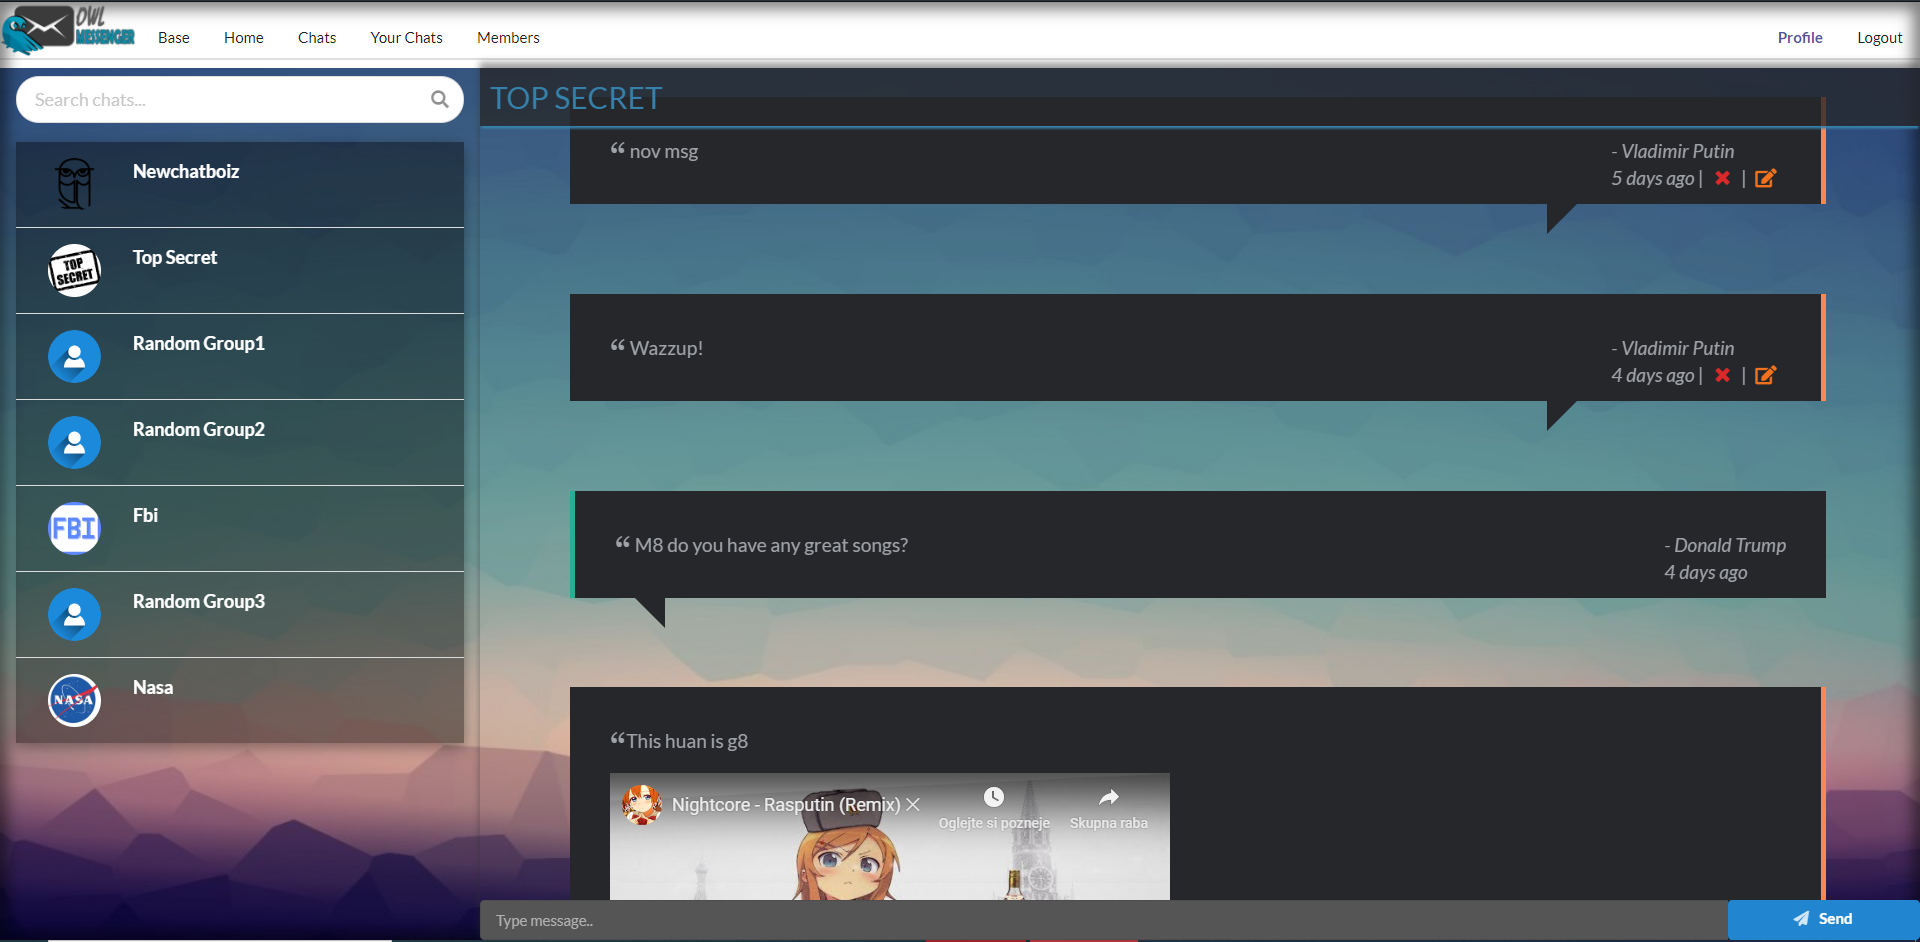 OWL
MESSENGER
Base
Home
Chats
Your Chats
Members
Profile
Logout
Search chats...
TOP SECRET
Newchatboiz
TOP
SECRET
Top Secret
Random Group1
Random Group2
FBI
Fbi
Random Group3
NASA
Nasa
“ nov msg
- Vladimir Putin
5 days ago | ✖ |
“ Wazzup!
- Vladimir Putin
4 days ago | ✖ |
“ M8 do you have any great songs?
- Donald Trump
4 days ago
“This huan is g8
Nightcore - Rasputin (Remix) ✕
Oglejte si pozneje
Skupna raba
Type message..
Send